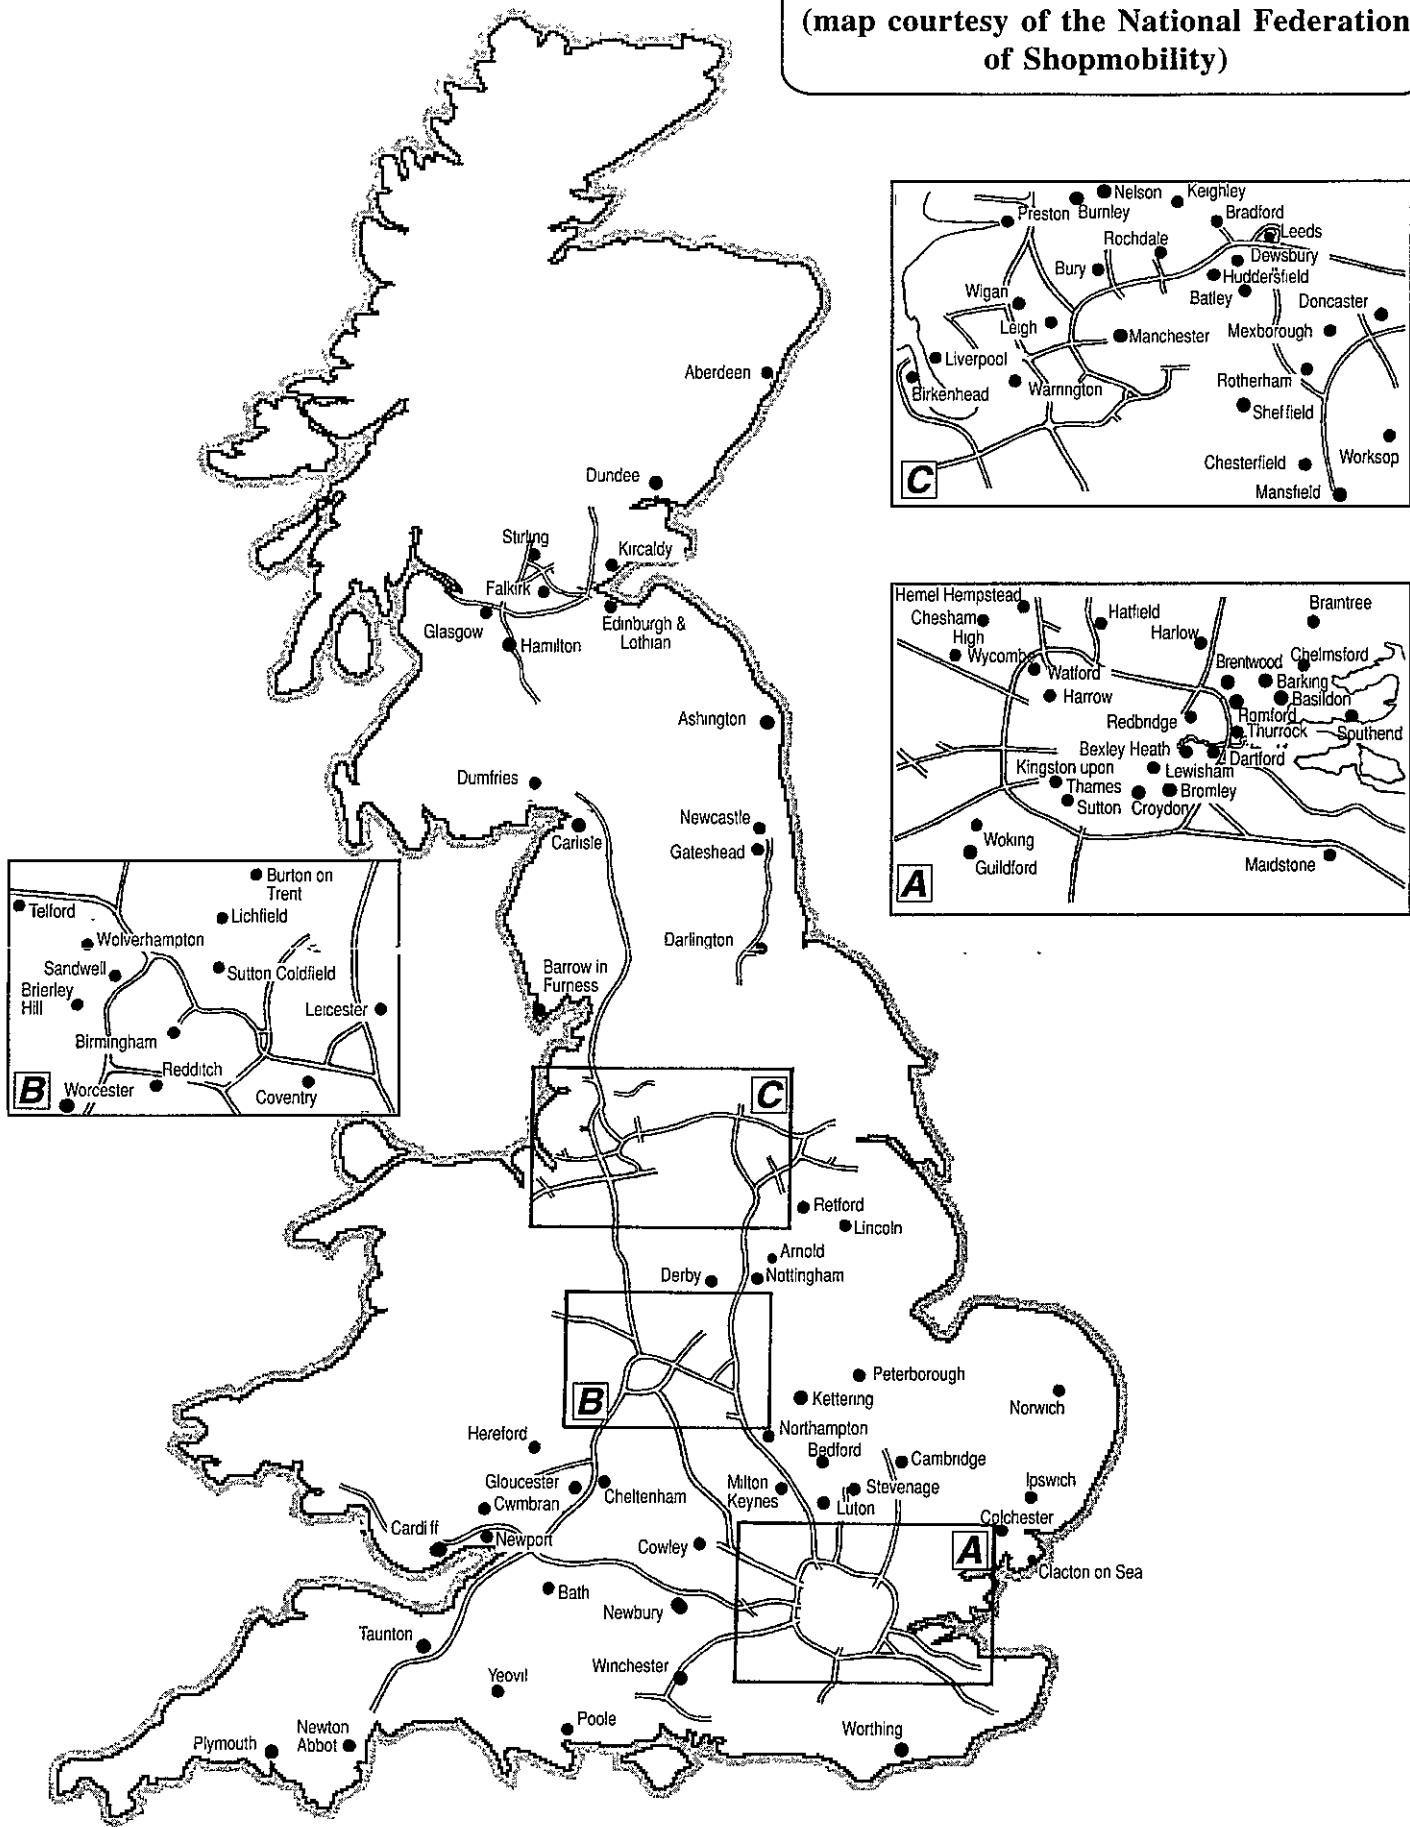 (map courtesy of the National Federation
of Shopmobility)
Nelson
Keighley
Preston
Burnley
Bradford
Leeds
Rochdale
Dewsbury
Bury
Huddersfield
Batley
Wigan
Doncaster
Leigh
Manchester
Mexborough
Liverpool
Rotherham
Birkenhead
Warrington
Sheffield
Chesterfield
Worksop
Mansfield
C
Hemel Hempstead
Chesham
High
Wycombe
Hatfield
Harlow
Braintree
Watford
Harrow
Brentwood
Chelmsford
Barking
Basildon
Redbridge
Romford
Thurrock
Southend
Bexley Heath
Dartford
Kingston upon
Thames
Lewisham
Bromley
Sutton
Croydon
Woking
Guildford
Maidstone
A
Aberdeen
Dundee
Stirling
Kircaldy
Falkirk
Glasgow
Edinburgh &
Lothian
Hamilton
Ashington
Dumfries
Carlisle
Newcastle
Gateshead
Darlington
Barrow in
Furness
Burton on
Trent
Telford
Lichfield
Wolverhampton
Sandwell
Sutton Coldfield
Brierley
Hill
Leicester
Birmingham
Redditch
Worcester
Coventry
B
C
Retford
Lincoln
Arnold
Derby
Nottingham
B
Peterborough
Kettering
Norwich
Hereford
Northampton
Bedford
Cambridge
Gloucester
Cheltenham
Milton
Keynes
Stevenage
Ipswich
Cwmbran
Luton
Colchester
Cardiff
Newport
Cowley
A
Clacton on Sea
Bath
Newbury
Taunton
Winchester
Yeovil
Poole
Worthing
Newton
Abbot
Plymouth